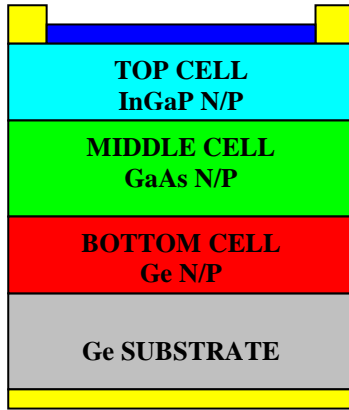 TOP CELL
InGaP N/P
MIDDLE CELL
GaAs N/P
BOTTOM CELL
Ge N/P
Ge SUBSTRATE